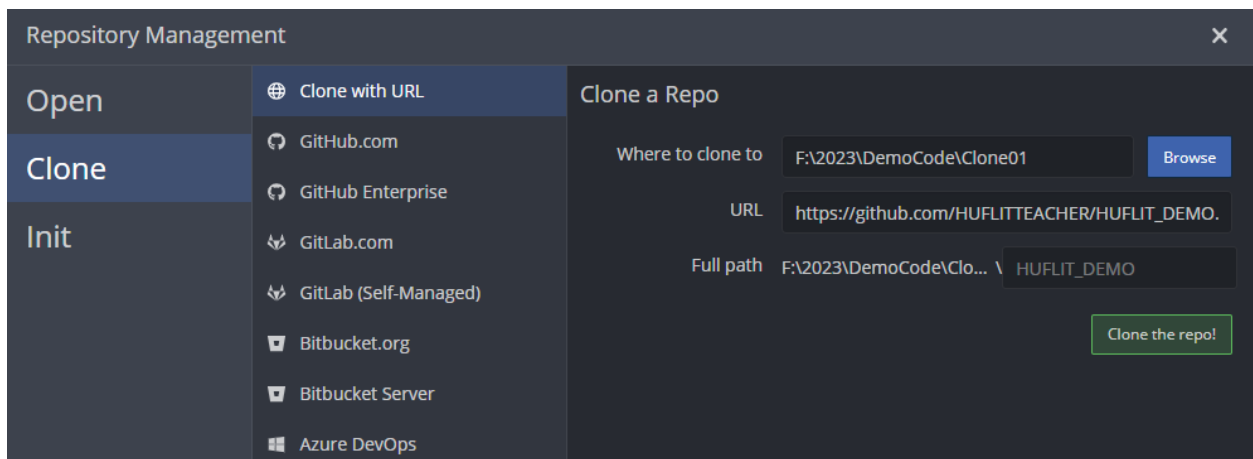 Repository Management
Open
Clone
Init
Clone with URL
GitHub.com
GitHub Enterprise
GitLab.com
GitLab (Self-Managed)
Bitbucket.org
Bitbucket Server
Azure DevOps
Clone a Repo
Where to clone to F:\2023\DemoCode\Clone01 Browse
URL https://github.com/HUFLITTEACHER/HUFLIT_DEMO.
Full path F:\2023\DemoCode\Clo... \ HUFLIT_DEMO
Clone the repo!